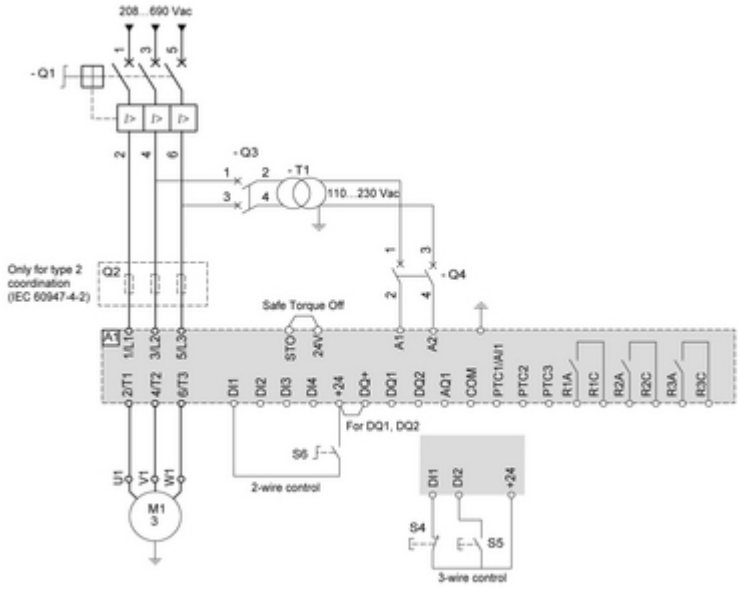 208...690 Vac
1 3 5
- Q1
I> I> I>
2 4 6
- Q3
- T1
1 2
3 4
110...230 Vac
1 3
- Q4
2 4
Only for type 2
coordination
(IEC 60947-4-2)
Q2
Safe Torque Off
A1
1/L1 3/L2 5/L3 STO 24V A1 A2
2/T1 4/T2 6/T3 DI1 DI2 DI3 DI4 +24 DQ+ DQ1 DQ2 AQ1 COM PTC1/AI1 PTC2 PTC3 R1A R1C R2A R2C R3A R3C
For DQ1, DQ2
S6
2-wire control
U1 V1 W1
M1
3
DI1 DI2 +24
S4 S5
3-wire control